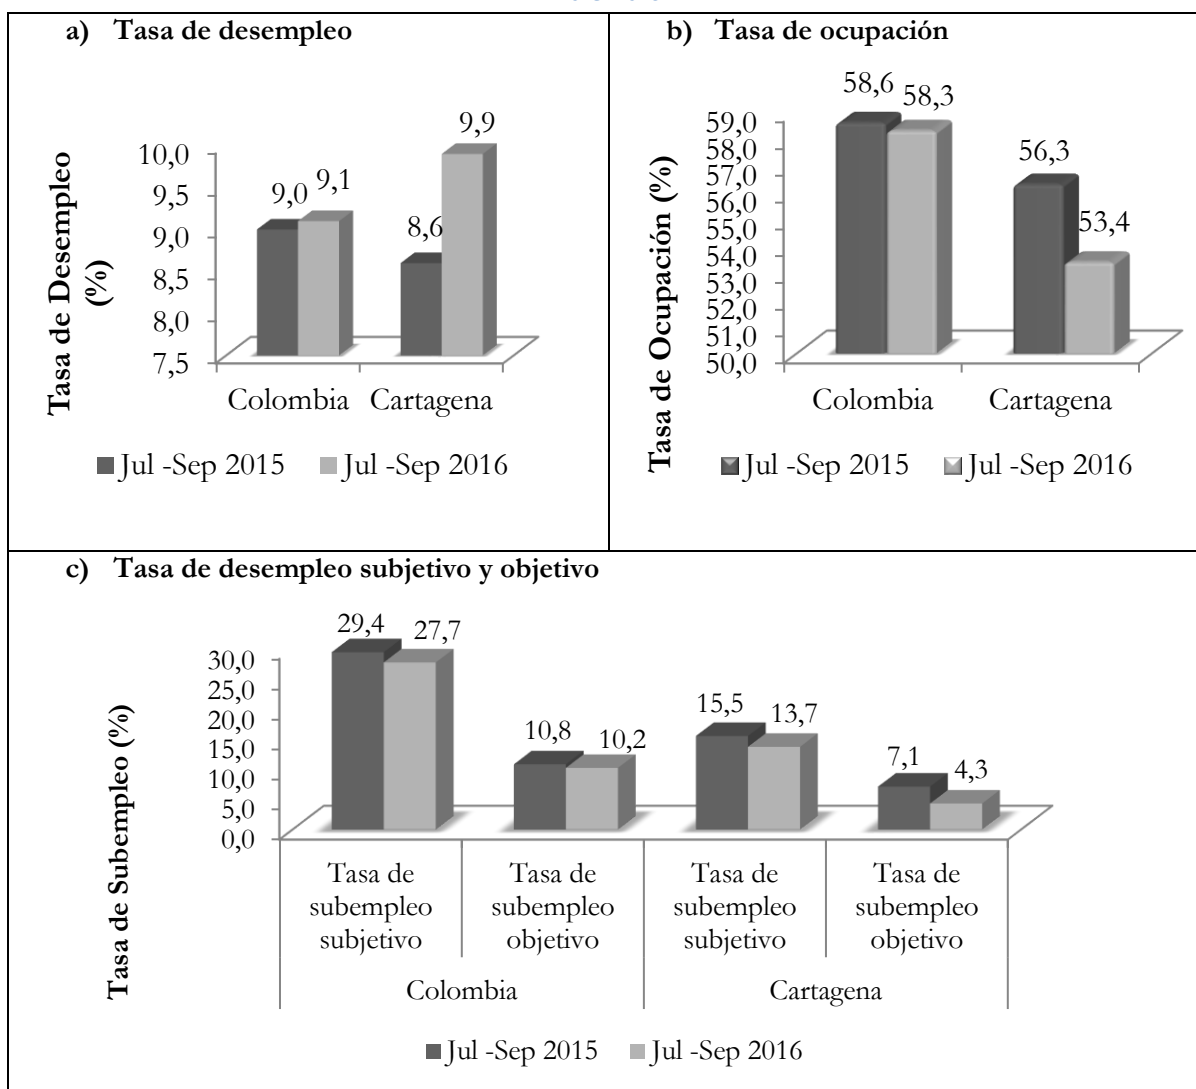 a) Tasa de desempleo
Tasa de Desempleo
(%)
10,0
9,5
9,0
8,5
8,0
7,5
9,0
9,1
8,6
9,9
Colombia
Cartagena
Jul -Sep 2015
Jul -Sep 2016
b) Tasa de ocupación
Tasa de Ocupación (%)
59,0
58,0
57,0
56,0
55,0
54,0
53,0
52,0
51,0
50,0
58,6
58,3
56,3
53,4
Colombia
Cartagena
Jul -Sep 2015
Jul -Sep 2016
c) Tasa de desempleo subjetivo y objetivo
Tasa de Subempleo (%)
30,0
25,0
20,0
15,0
10,0
5,0
0,0
29,4
27,7
10,8
10,2
15,5
13,7
7,1
4,3
Tasa de
subempleo
subjetivo
Tasa de
subempleo
objetivo
Tasa de
subempleo
subjetivo
Tasa de
subempleo
objetivo
Colombia
Cartagena
Jul -Sep 2015
Jul -Sep 2016